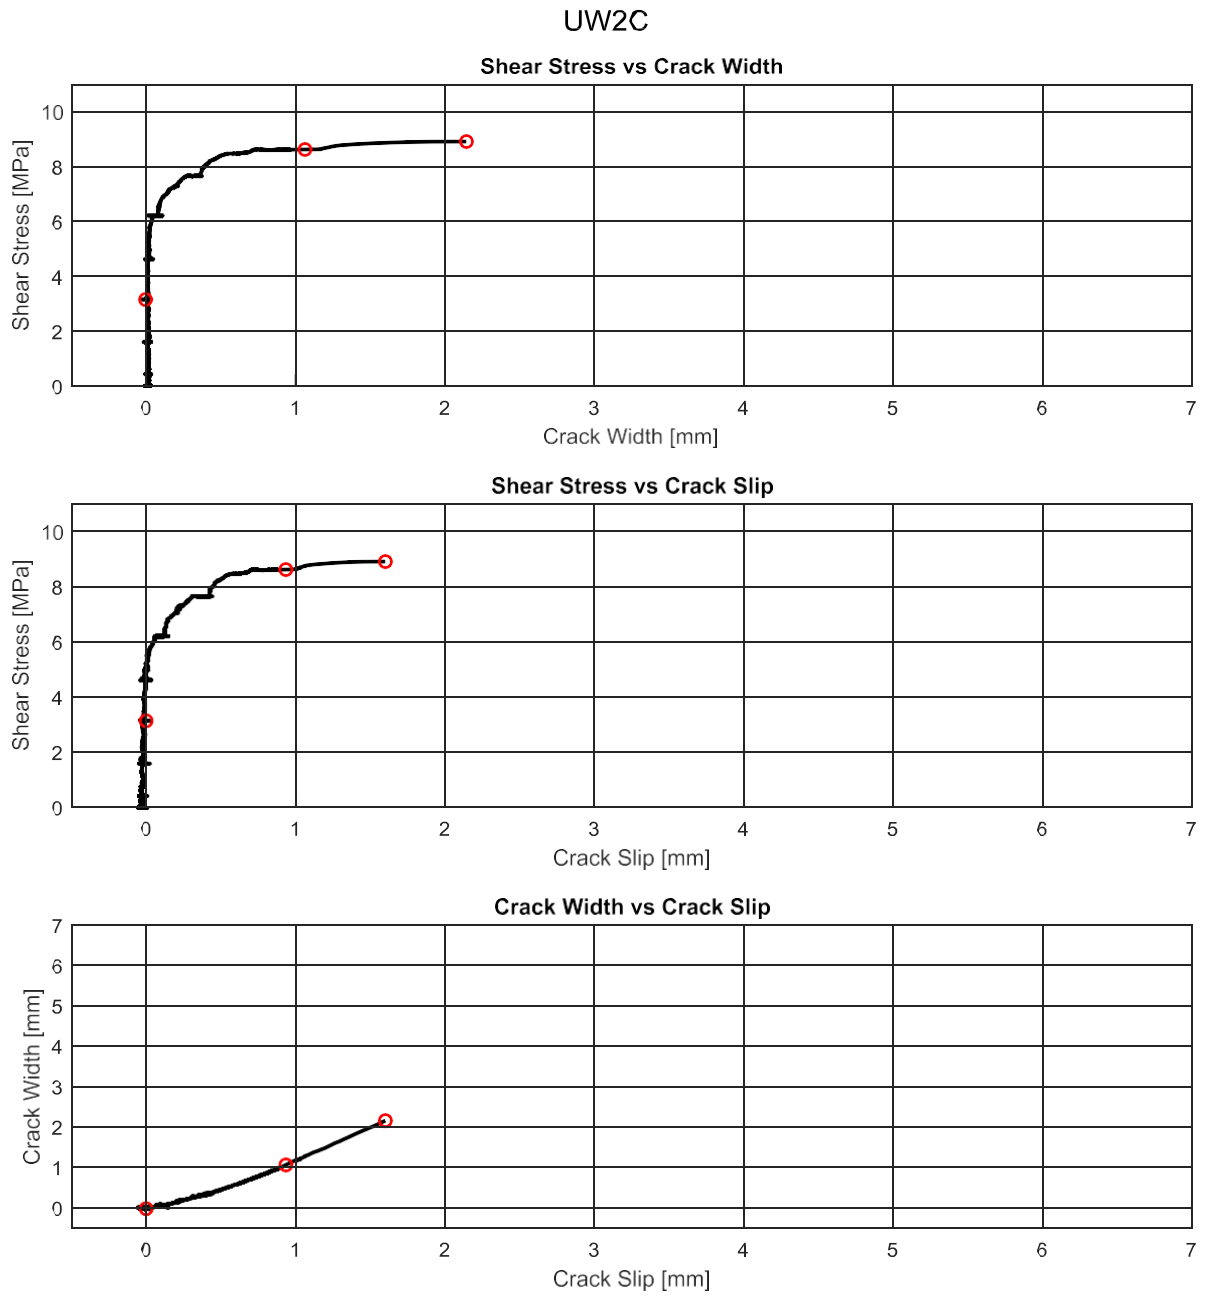 UW2C
Shear Stress vs Crack Width
10
8
6
4
2
0
Shear Stress [MPa]
0 1 2 3 4 5 6 7
Crack Width [mm]
Shear Stress vs Crack Slip
10
8
6
4
2
0
Shear Stress [MPa]
0 1 2 3 4 5 6 7
Crack Slip [mm]
Crack Width vs Crack Slip
7
6
5
4
3
2
1
0
Crack Width [mm]
0 1 2 3 4 5 6 7
Crack Slip [mm]